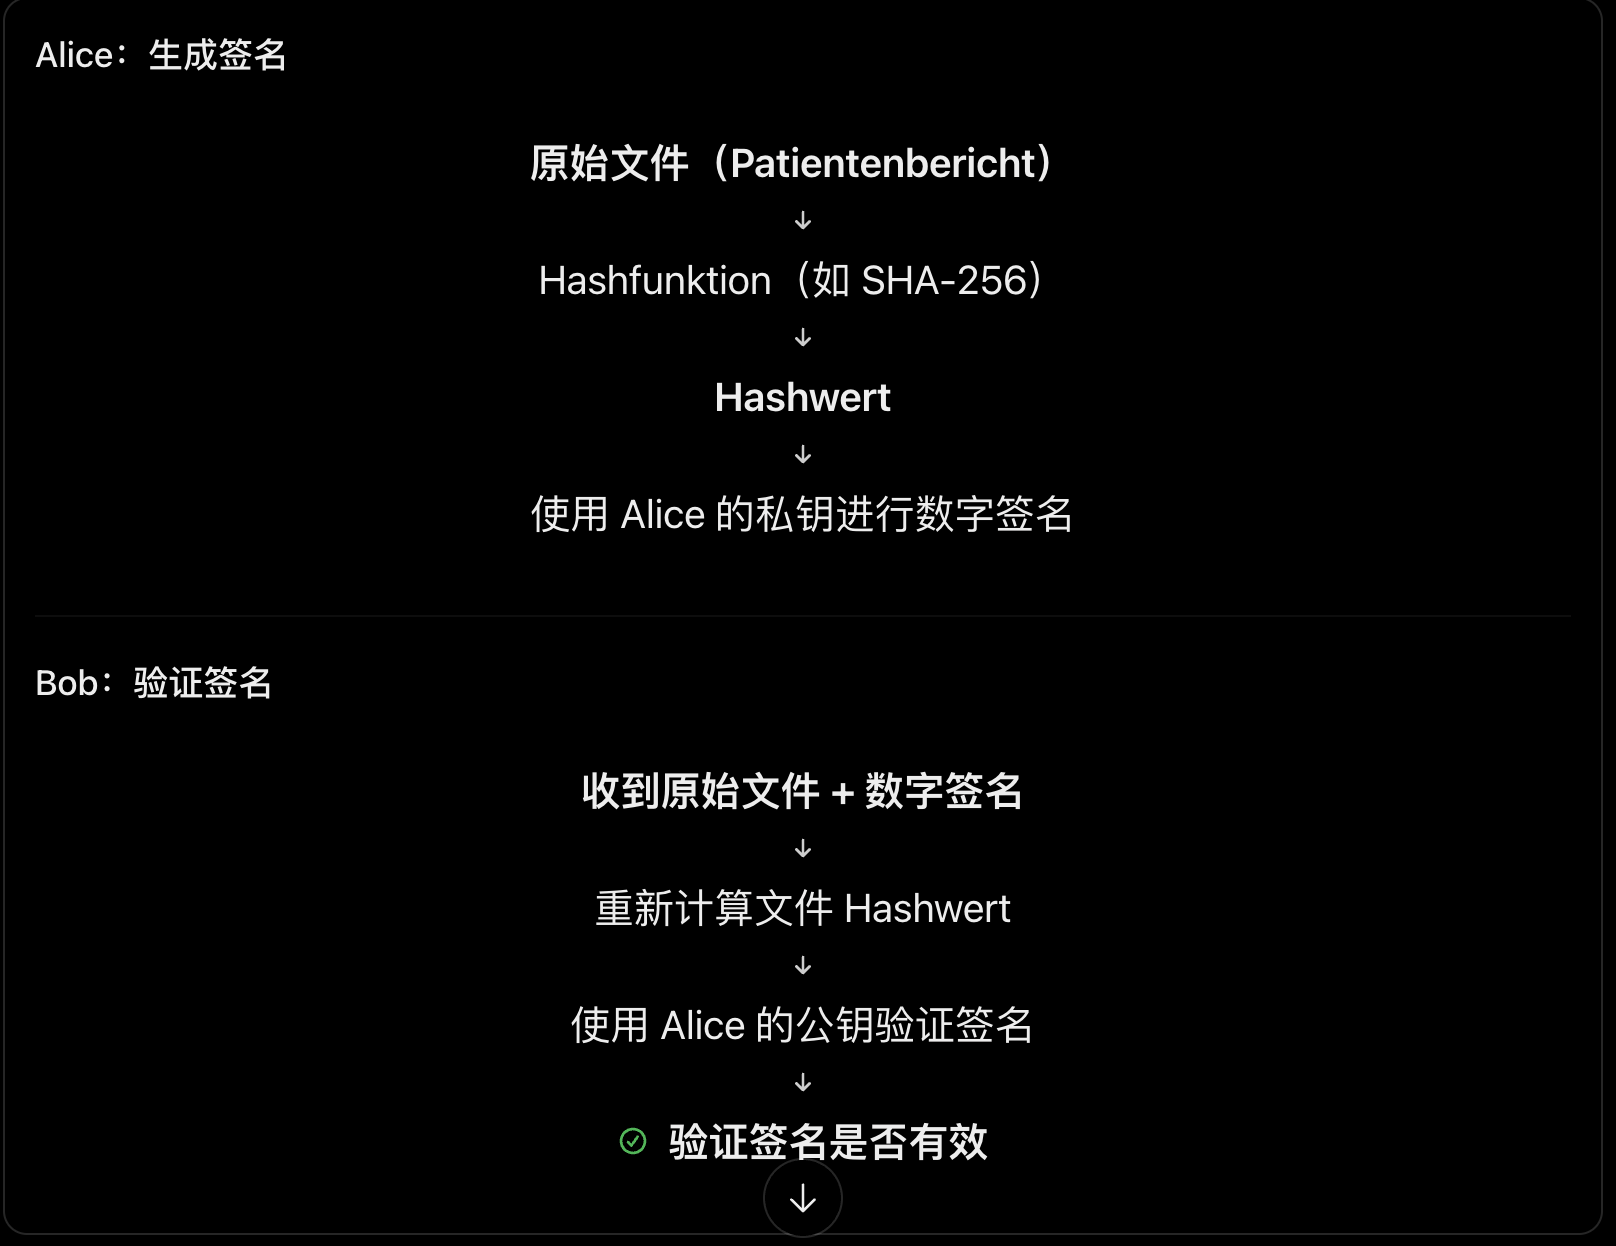 Alice：生成签名
原始文件（Patientenbericht）
↓
Hashfunktion（如 SHA-256）
↓
Hashwert
↓
使用 Alice 的私钥进行数字签名
Bob：验证签名
收到原始文件 + 数字签名
↓
重新计算文件 Hashwert
↓
使用 Alice 的公钥验证签名
↓
验证签名是否有效